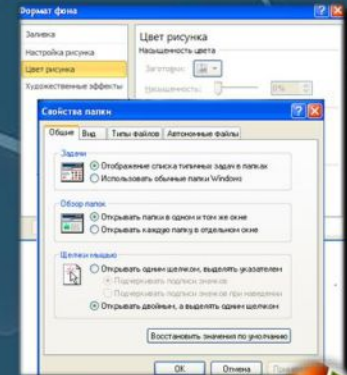 Формат фона
Заливка
Настройка рисунка
Цвет рисунка
Художественные эффекты
Цвет рисунка
Насыщенность цвета
Заготовки:
Насыщенность:
0%
Свойства папки
Общие Вид Типы файлов Автономные файлы
Задачи
Отображение списка типичных задач в папках
Использовать обычные папки Windows
Обзор папок
Открывать папки в одном и том же окне
Открывать каждую папку в отдельном окне
Щелчки мышью
Открывать одним щелчком, выделять указателем
Подчеркивать подписи значков
Подчеркивать подписи значков при наведении
Открывать двойным, а выделять одним щелчком
Восстановить значения по умолчанию
ОК Отмена